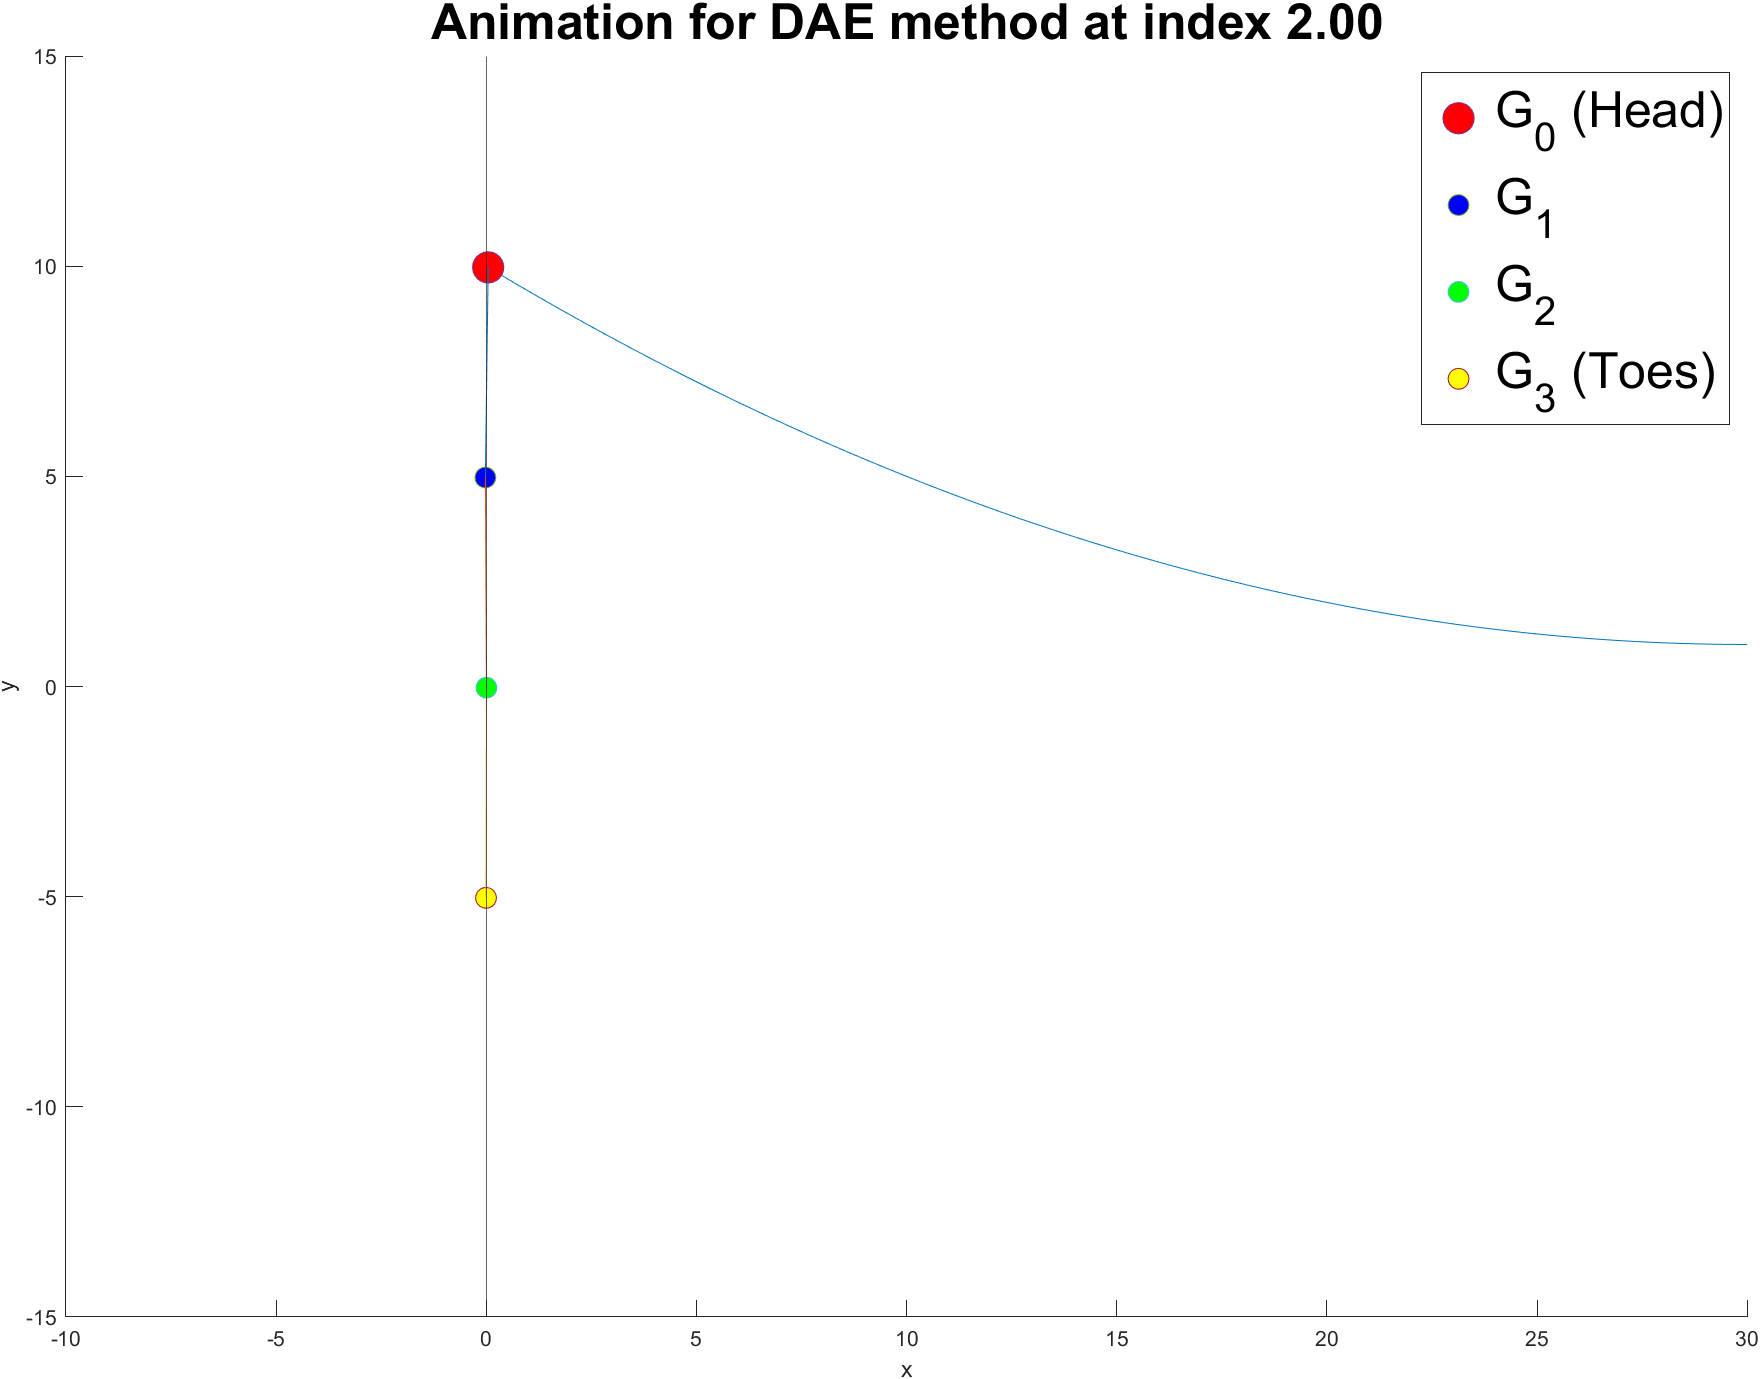 Animation for DAE method at index 2.00
G0 (Head)
G1
G2
G3 (Toes)
15
10
5
0
-5
-10
-15
y
-10 -5 0 5 10 15 20 25 30
x